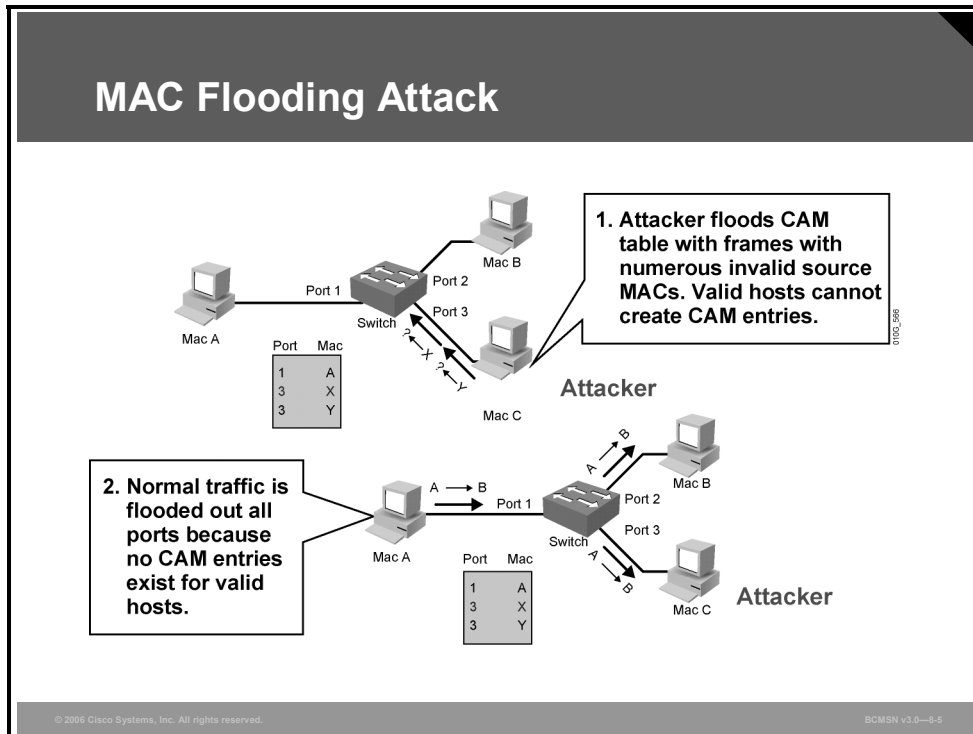 MAC Flooding Attack
1. Attacker floods CAM
table with frames with
numerous invalid source
MACs. Valid hosts cannot
create CAM entries.
010G_566
Mac B
Port 1
Port 2
Switch
Port 3
Mac A
? ← X
? ← Y
Port Mac
1 A
3 X
3 Y
Attacker
Mac C
2. Normal traffic is
flooded out all
ports because
no CAM entries
exist for valid
hosts.
A → B
A → B
Mac B
Port 1
Port 2
Switch
Port 3
Mac A
A → B
Port Mac
1 A
3 X
3 Y
Mac C
Attacker
© 2006 Cisco Systems, Inc. All rights reserved.
BCMSN v3.0—8-5